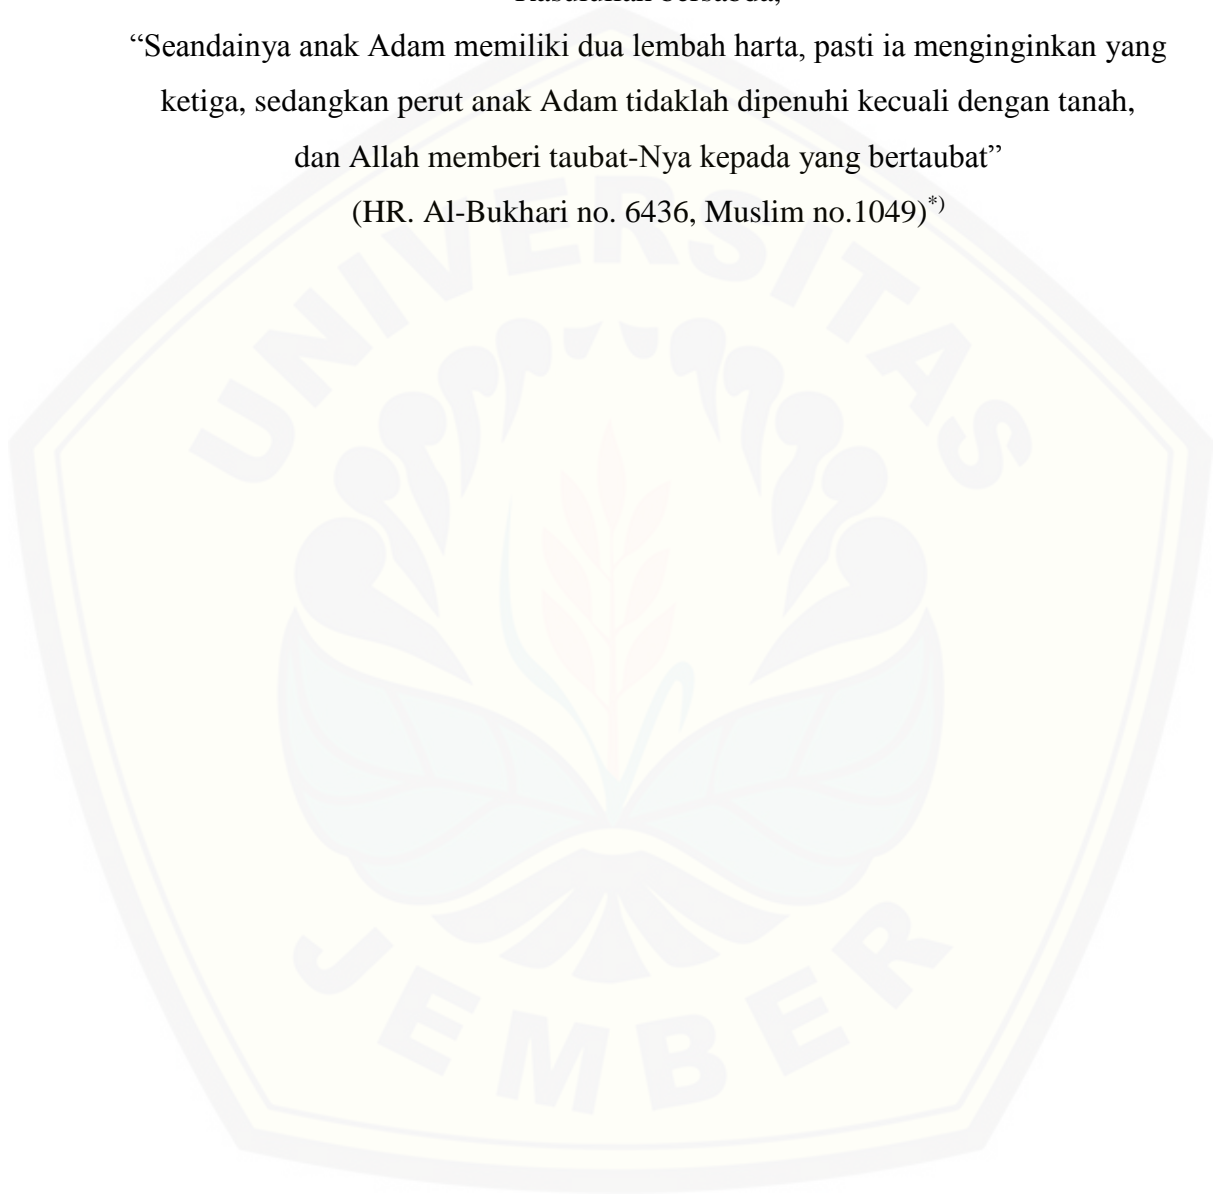 Rasulullah bersabda,
“Seandainya anak Adam memiliki dua lembah harta, pasti ia menginginkan yang
ketiga, sedangkan perut anak Adam tidaklah dipenuhi kecuali dengan tanah,
dan Allah memberi taubat-Nya kepada yang bertaubat”
(HR. Al-Bukhari no. 6436, Muslim no.1049)*)
UNIVERSITAS
JEMBER